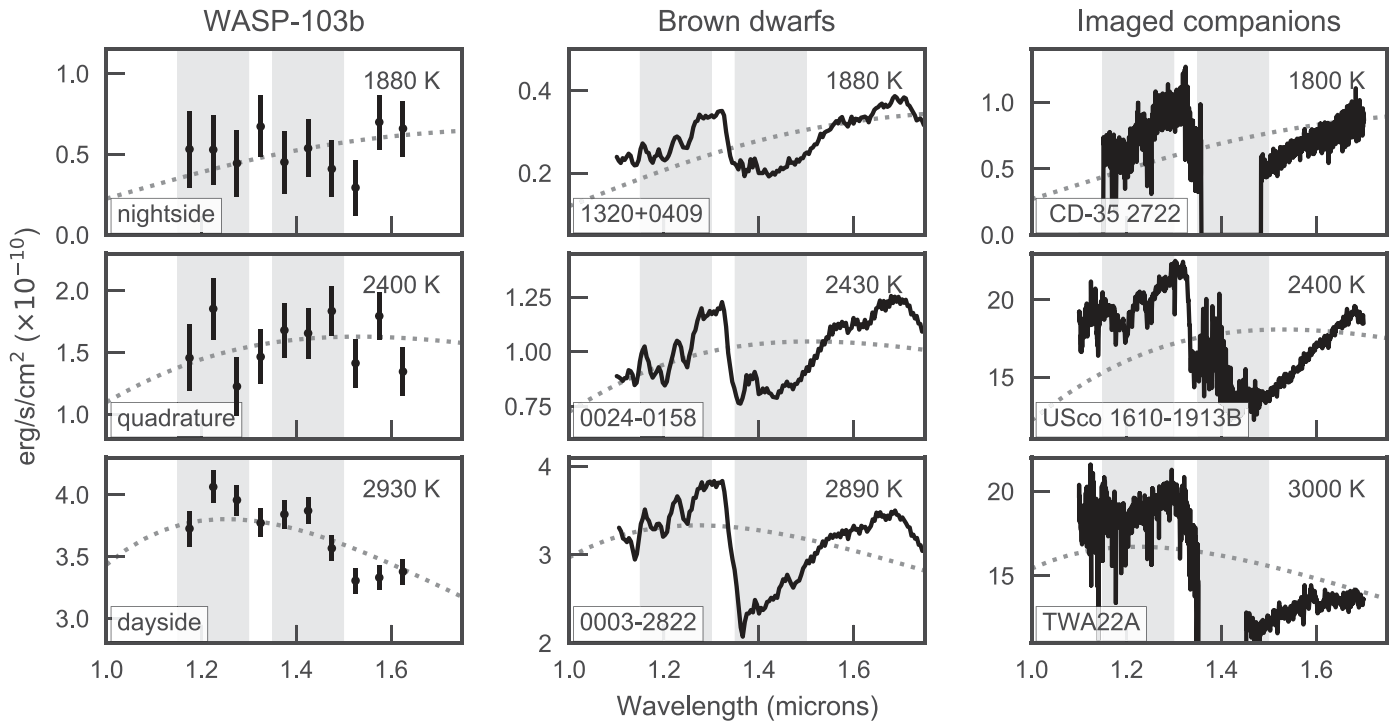 WASP-103b
Brown dwarfs
Imaged companions
erg/s/cm² (×10⁻¹⁰)
1.0
0.5
0.0
1880 K
nightside
0.4
0.2
1880 K
1320+0409
1.0
0.5
0.0
1800 K
CD-35 2722
2.0
1.5
1.0
2400 K
quadrature
1.25
1.00
0.75
2430 K
0024-0158
20
15
2400 K
USco 1610-1913B
4.0
3.5
3.0
2930 K
dayside
4
3
2
2890 K
0003-2822
20
15
3000 K
TWA22A
1.0 1.2 1.4 1.6
1.0 1.2 1.4 1.6
1.0 1.2 1.4 1.6
Wavelength (microns)